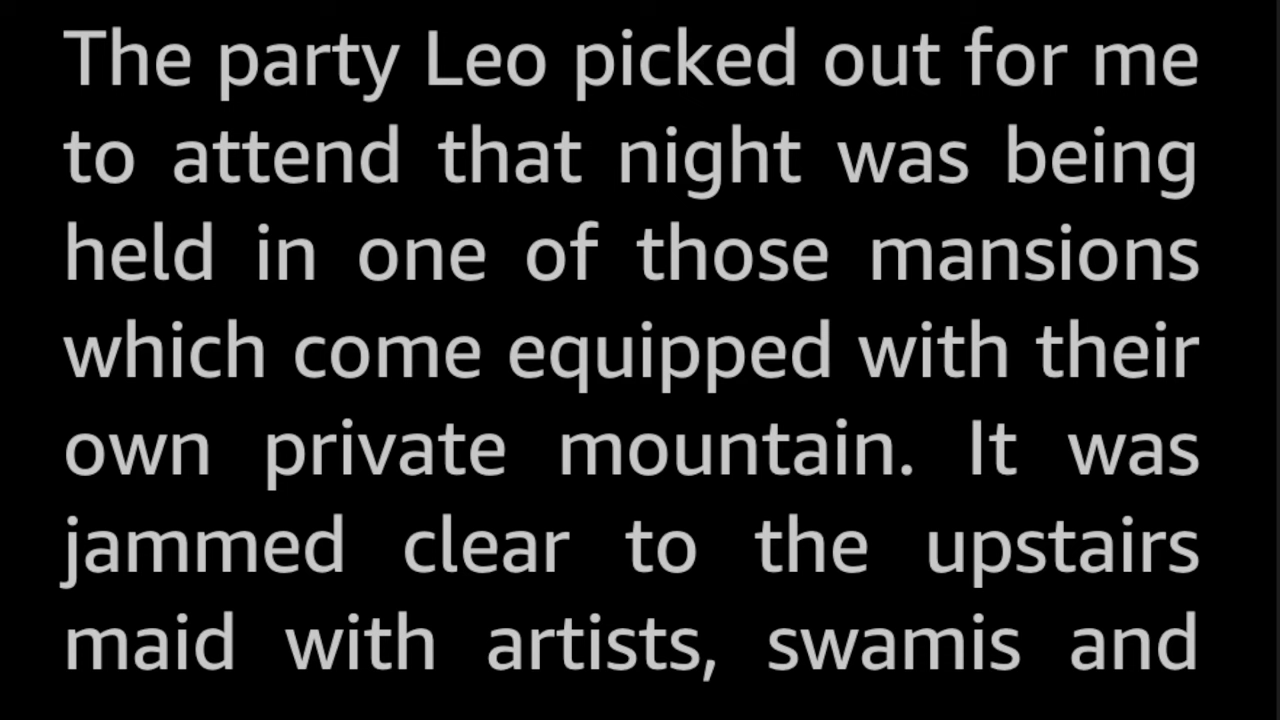 The party Leo picked out for me
to attend that night was being
held in one of those mansions
which come equipped with their
own private mountain. It was
jammed clear to the upstairs
maid with artists, swamis and